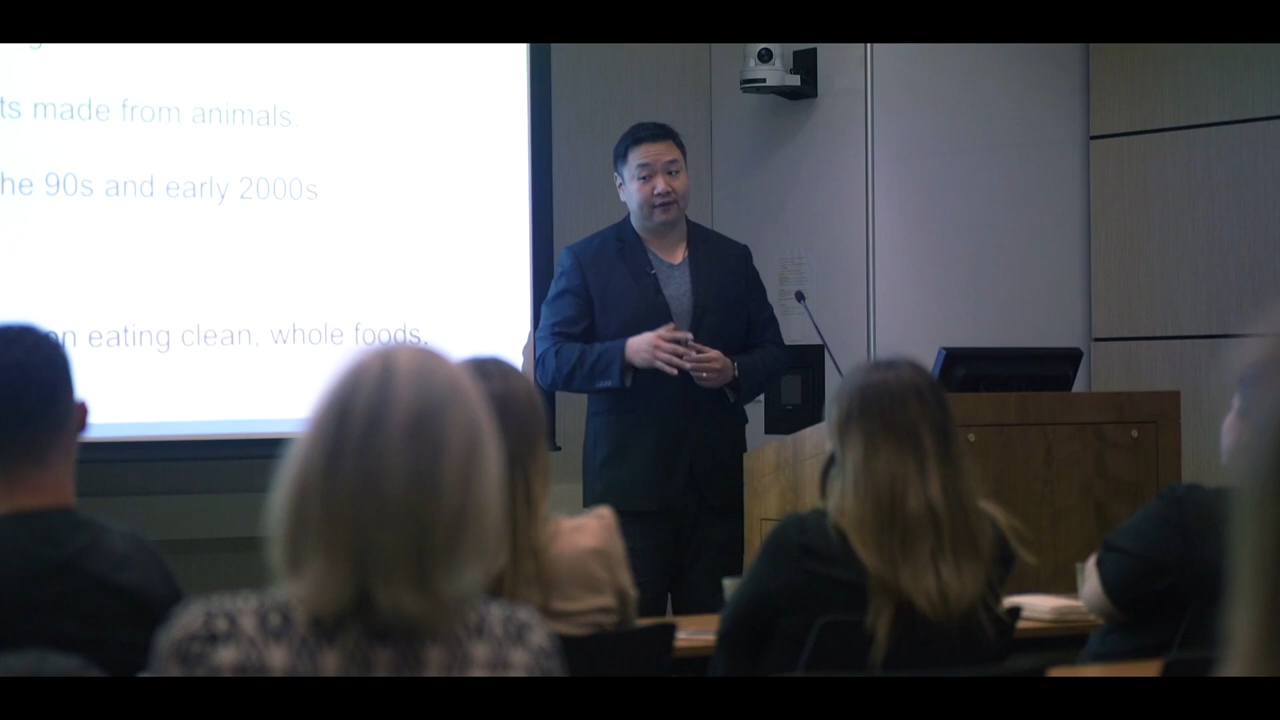 g
ts made from animals.
he 90s and early 2000s
on eating clean, whole foods.